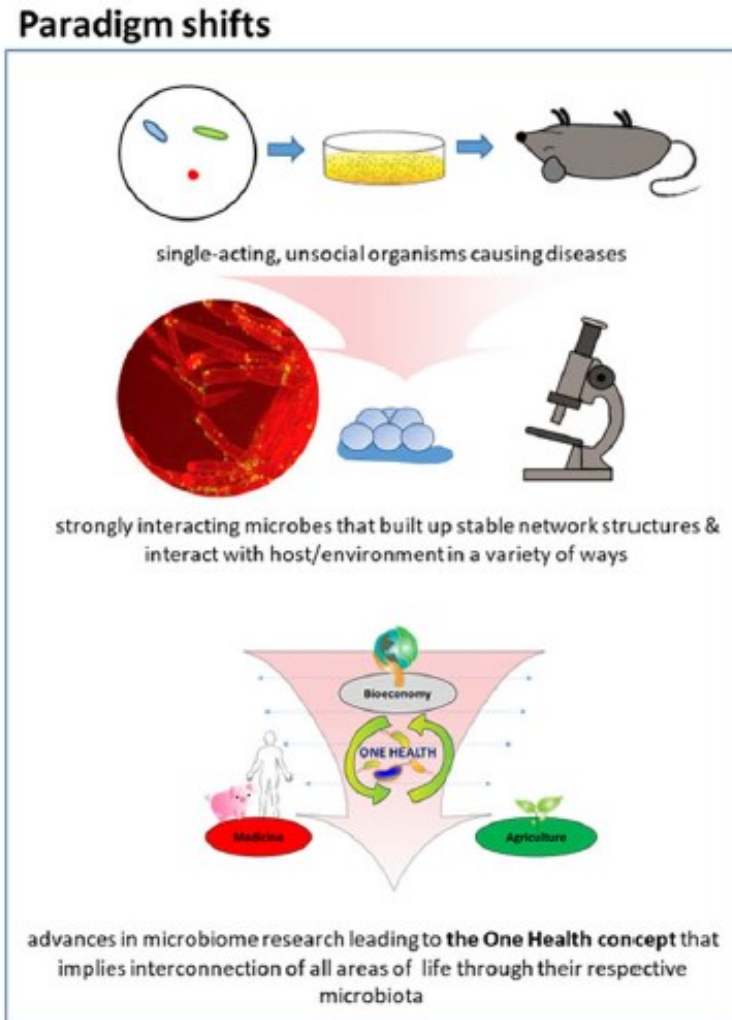 Paradigm shifts
single-acting, unsocial organisms causing diseases
strongly interacting microbes that built up stable network structures &
interact with host/environment in a variety of ways
Bioeconomy
ONE HEALTH
Medicine
Agriculture
advances in microbiome research leading to the One Health concept that
implies interconnection of all areas of life through their respective
microbiota